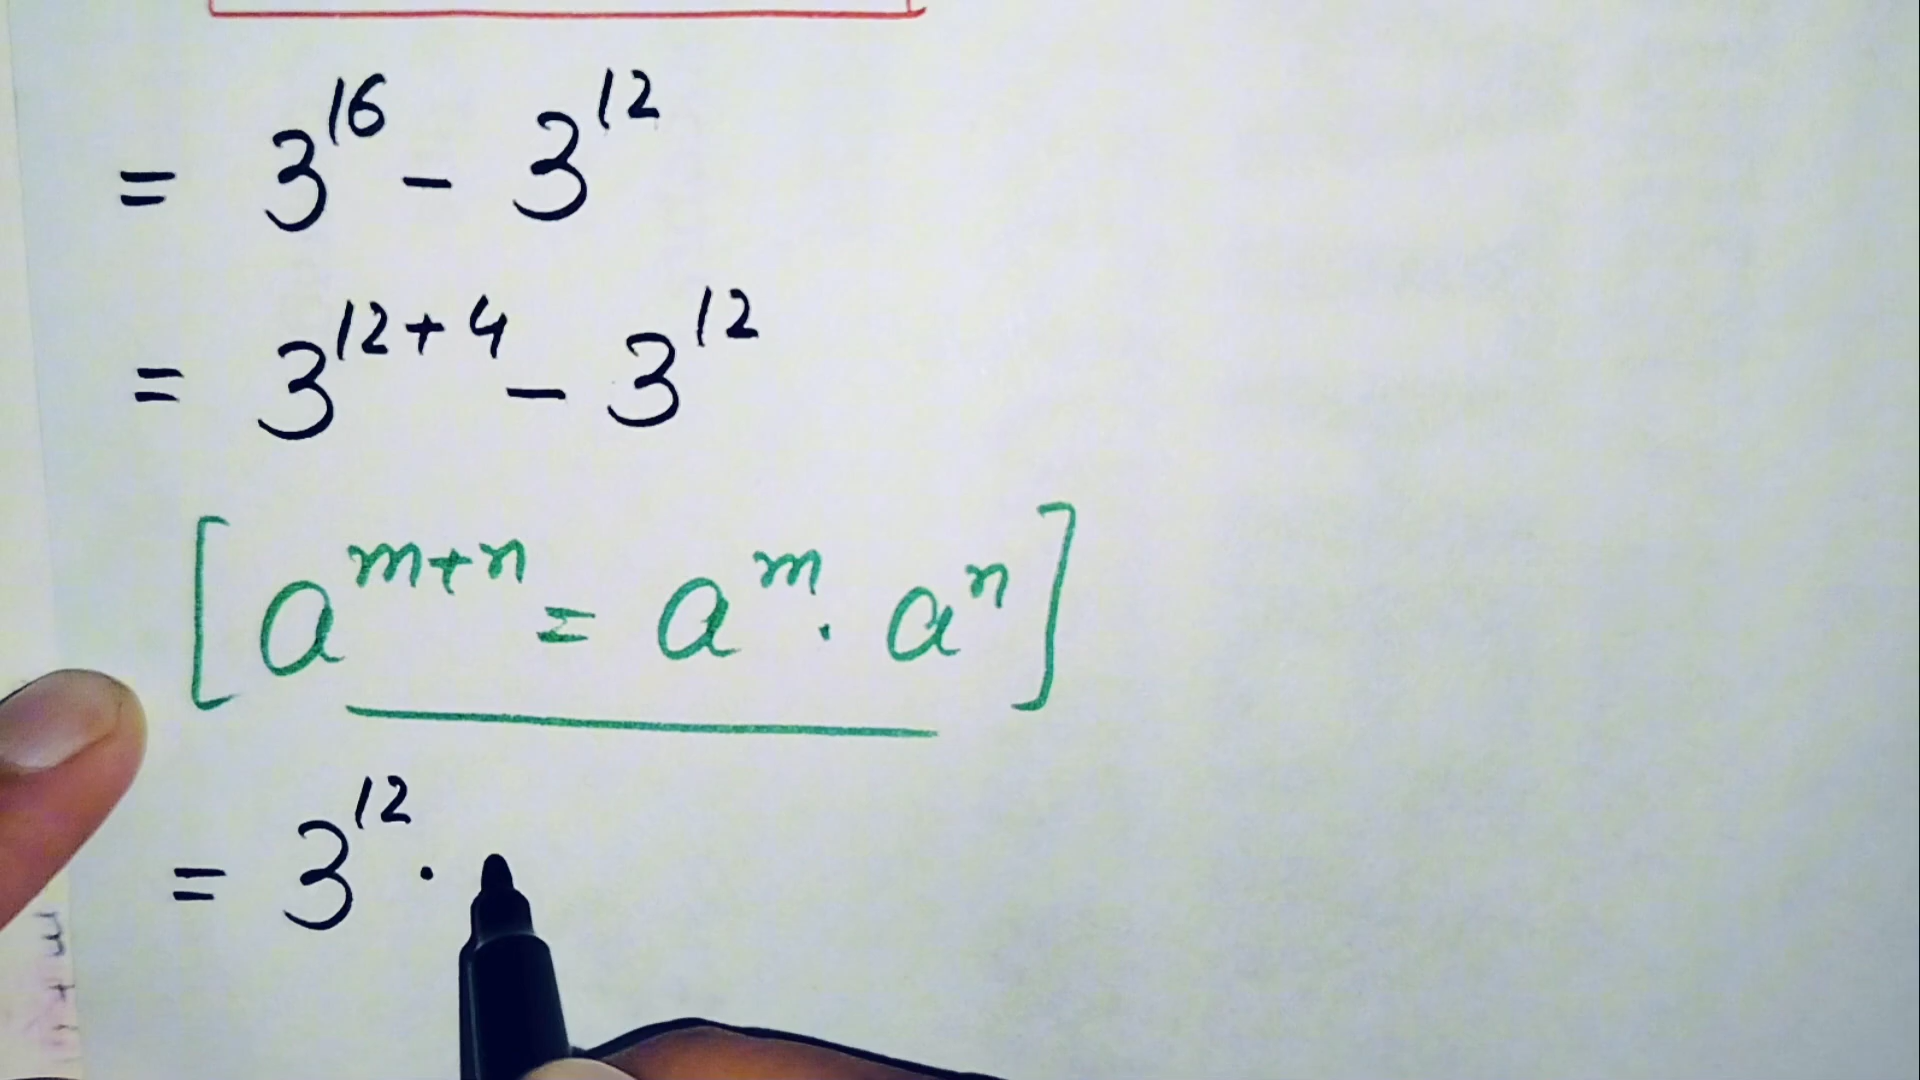 = 3^16 - 3^12
= 3^12+4 - 3^12
[a^m+n = a^m . a^n]
= 3^12 .